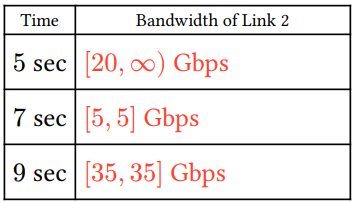 Time Bandwidth of Link 2
5 sec [20, ∞) Gbps
7 sec [5, 5] Gbps
9 sec [35, 35] Gbps